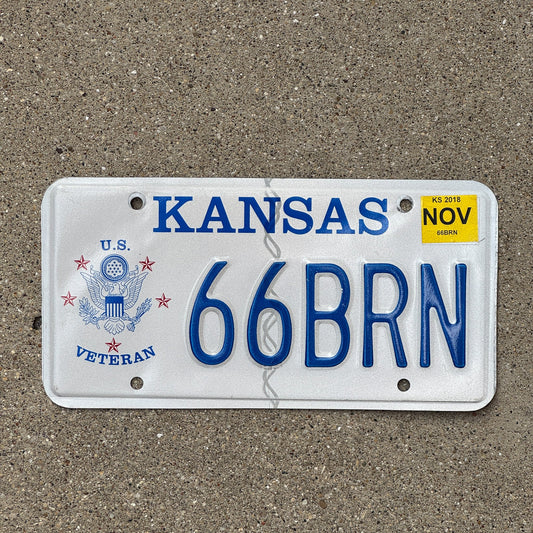 KANSAS
KS 2018
NOV
66BRN
U.S.
VETERAN
66BRN